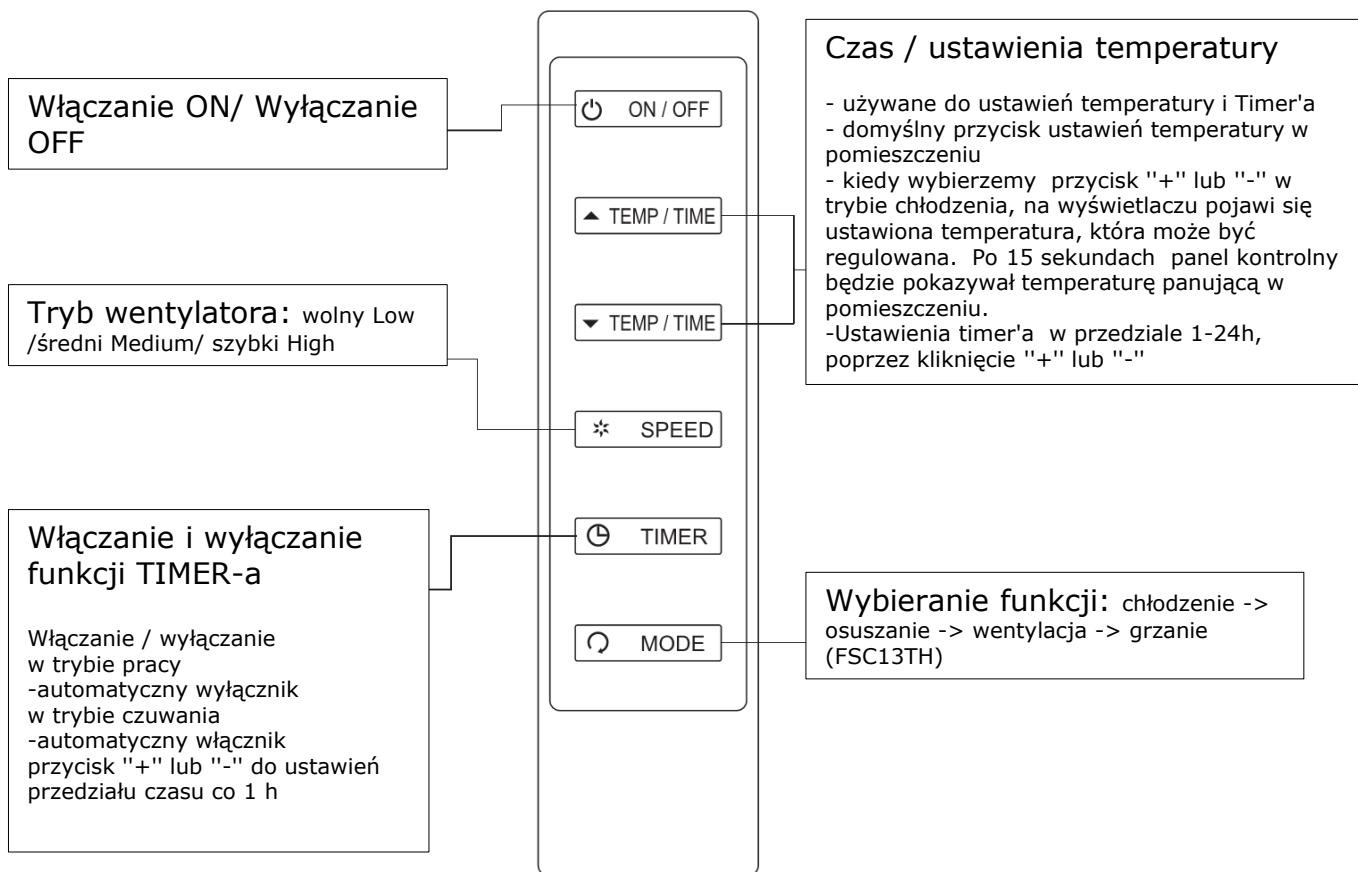 Włączanie ON/ Wyłączanie
OFF
Tryb wentylatora: wolny Low
/średni Medium/ szybki High
Włączanie i wyłączanie
funkcji TIMER-a
Włączanie / wyłączanie
w trybie pracy
-automatyczny wyłącznik
w trybie czuwania
-automatyczny włącznik
przycisk "+" lub "-" do ustawień
przedziału czasu co 1 h
ON / OFF
TEMP / TIME
TEMP / TIME
SPEED
TIMER
MODE
Czas / ustawienia temperatury
- używane do ustawień temperatury i Timer'a
- domyślny przycisk ustawień temperatury w
pomieszczeniu
- kiedy wybierzemy przycisk "+" lub "-" w
trybie chłodzenia, na wyświetlaczu pojawi się
ustawiona temperatura, która może być
regulowana. Po 15 sekundach panel kontrolny
będzie pokazywał temperaturę panującą w
pomieszczeniu.
-Ustawienia timer'a w przedziale 1-24h,
poprzez kliknięcie "+" lub "-"
Wybieranie funkcji: chłodzenie ->
osuszanie -> wentylacja -> grzanie
(FSC13TH)